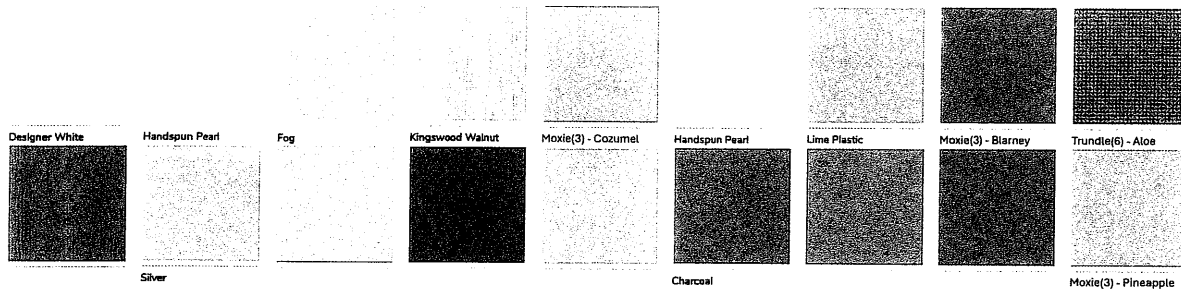 Designer White
Handspun Pearl
Fog
Kingswood Walnut
Moxie(3) - Cozumel
Handspun Pearl
Lime Plastic
Moxie(3) - Blarney
Trundle(6) - Aloe
Silver
Charcoal
Moxie(3) - Pineapple